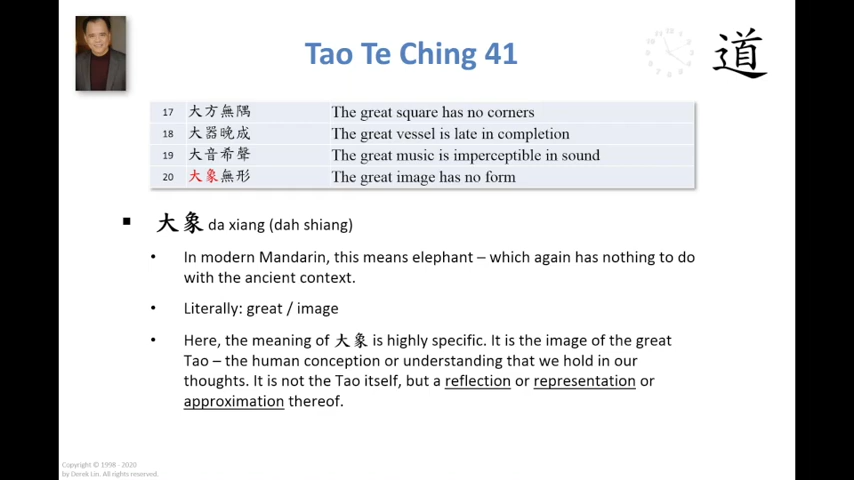 Tao Te Ching 41
道
17 大方無隅 The great square has no corners
18 大器晚成 The great vessel is late in completion
19 大音希聲 The great music is imperceptible in sound
20 大象無形 The great image has no form
▪ 大象 da xiang (dah shiang)
• In modern Mandarin, this means elephant – which again has nothing to do
with the ancient context.
• Literally: great / image
• Here, the meaning of 大象 is highly specific. It is the image of the great
Tao – the human conception or understanding that we hold in our
thoughts. It is not the Tao itself, but a reflection or representation or
approximation thereof.
Copyright © 1998 - 2020
by Derek Lin. All rights reserved.